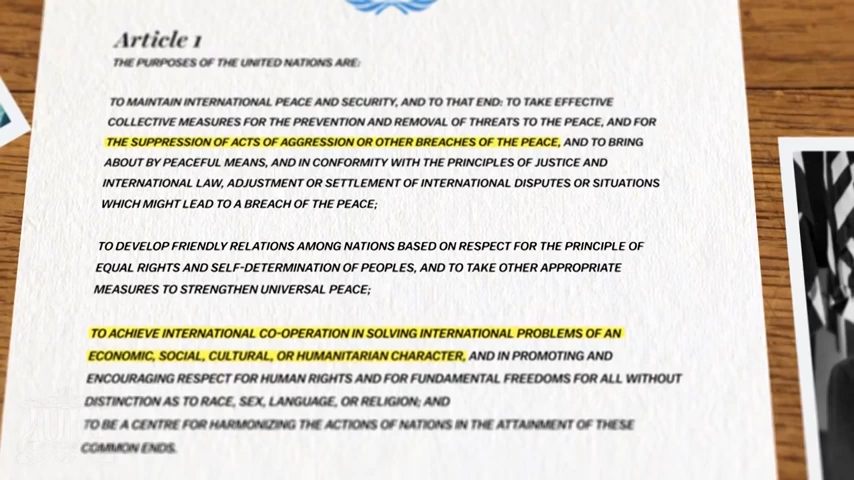 Article 1
THE PURPOSES OF THE UNITED NATIONS ARE:
TO MAINTAIN INTERNATIONAL PEACE AND SECURITY, AND TO THAT END: TO TAKE EFFECTIVE
COLLECTIVE MEASURES FOR THE PREVENTION AND REMOVAL OF THREATS TO THE PEACE, AND FOR
THE SUPPRESSION OF ACTS OF AGGRESSION OR OTHER BREACHES OF THE PEACE, AND TO BRING
ABOUT BY PEACEFUL MEANS, AND IN CONFORMITY WITH THE PRINCIPLES OF JUSTICE AND
INTERNATIONAL LAW, ADJUSTMENT OR SETTLEMENT OF INTERNATIONAL DISPUTES OR SITUATIONS
WHICH MIGHT LEAD TO A BREACH OF THE PEACE;
TO DEVELOP FRIENDLY RELATIONS AMONG NATIONS BASED ON RESPECT FOR THE PRINCIPLE OF
EQUAL RIGHTS AND SELF-DETERMINATION OF PEOPLES, AND TO TAKE OTHER APPROPRIATE
MEASURES TO STRENGTHEN UNIVERSAL PEACE;
TO ACHIEVE INTERNATIONAL CO-OPERATION IN SOLVING INTERNATIONAL PROBLEMS OF AN
ECONOMIC, SOCIAL, CULTURAL, OR HUMANITARIAN CHARACTER, AND IN PROMOTING AND
ENCOURAGING RESPECT FOR HUMAN RIGHTS AND FOR FUNDAMENTAL FREEDOMS FOR ALL WITHOUT
DISTINCTION AS TO RACE, SEX, LANGUAGE, OR RELIGION; AND
TO BE A CENTRE FOR HARMONIZING THE ACTIONS OF NATIONS IN THE ATTAINMENT OF THESE
COMMON ENDS.